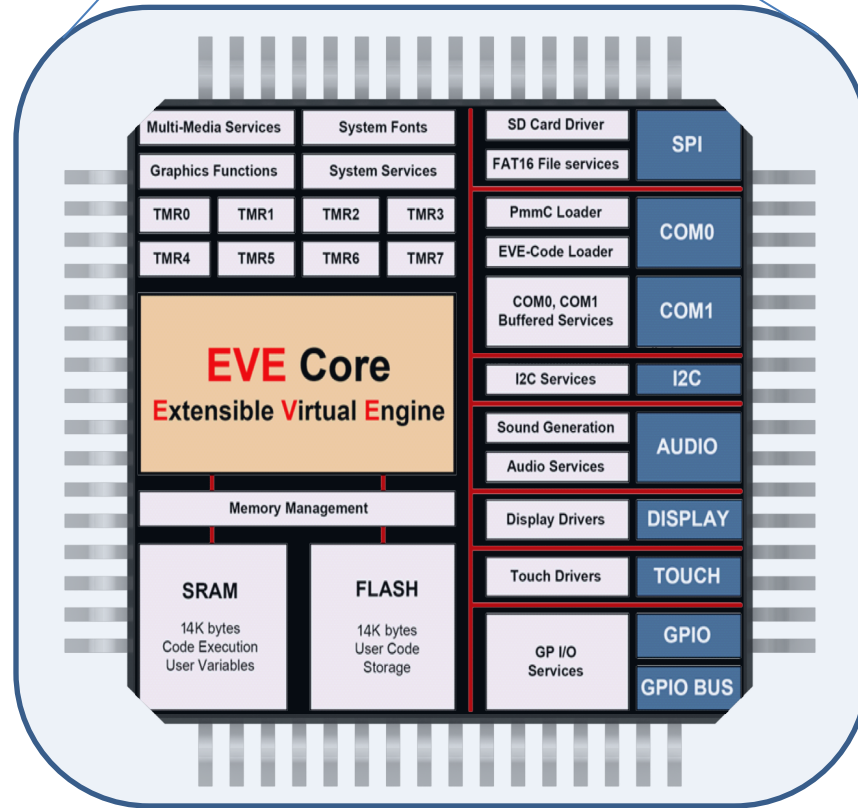 Multi-Media Services
System Fonts
Graphics Functions
System Services
TMR0
TMR1
TMR2
TMR3
TMR4
TMR5
TMR6
TMR7
EVE Core
Extensible Virtual Engine
Memory Management
SRAM
14K bytes
Code Execution
User Variables
FLASH
14K bytes
User Code
Storage
SD Card Driver
FAT16 File services
SPI
PmmC Loader
EVE-Code Loader
COM0
COM0, COM1
Buffered Services
COM1
I2C Services
I2C
Sound Generation
Audio Services
AUDIO
Display Drivers
DISPLAY
Touch Drivers
TOUCH
GP I/O
Services
GPIO
GPIO BUS